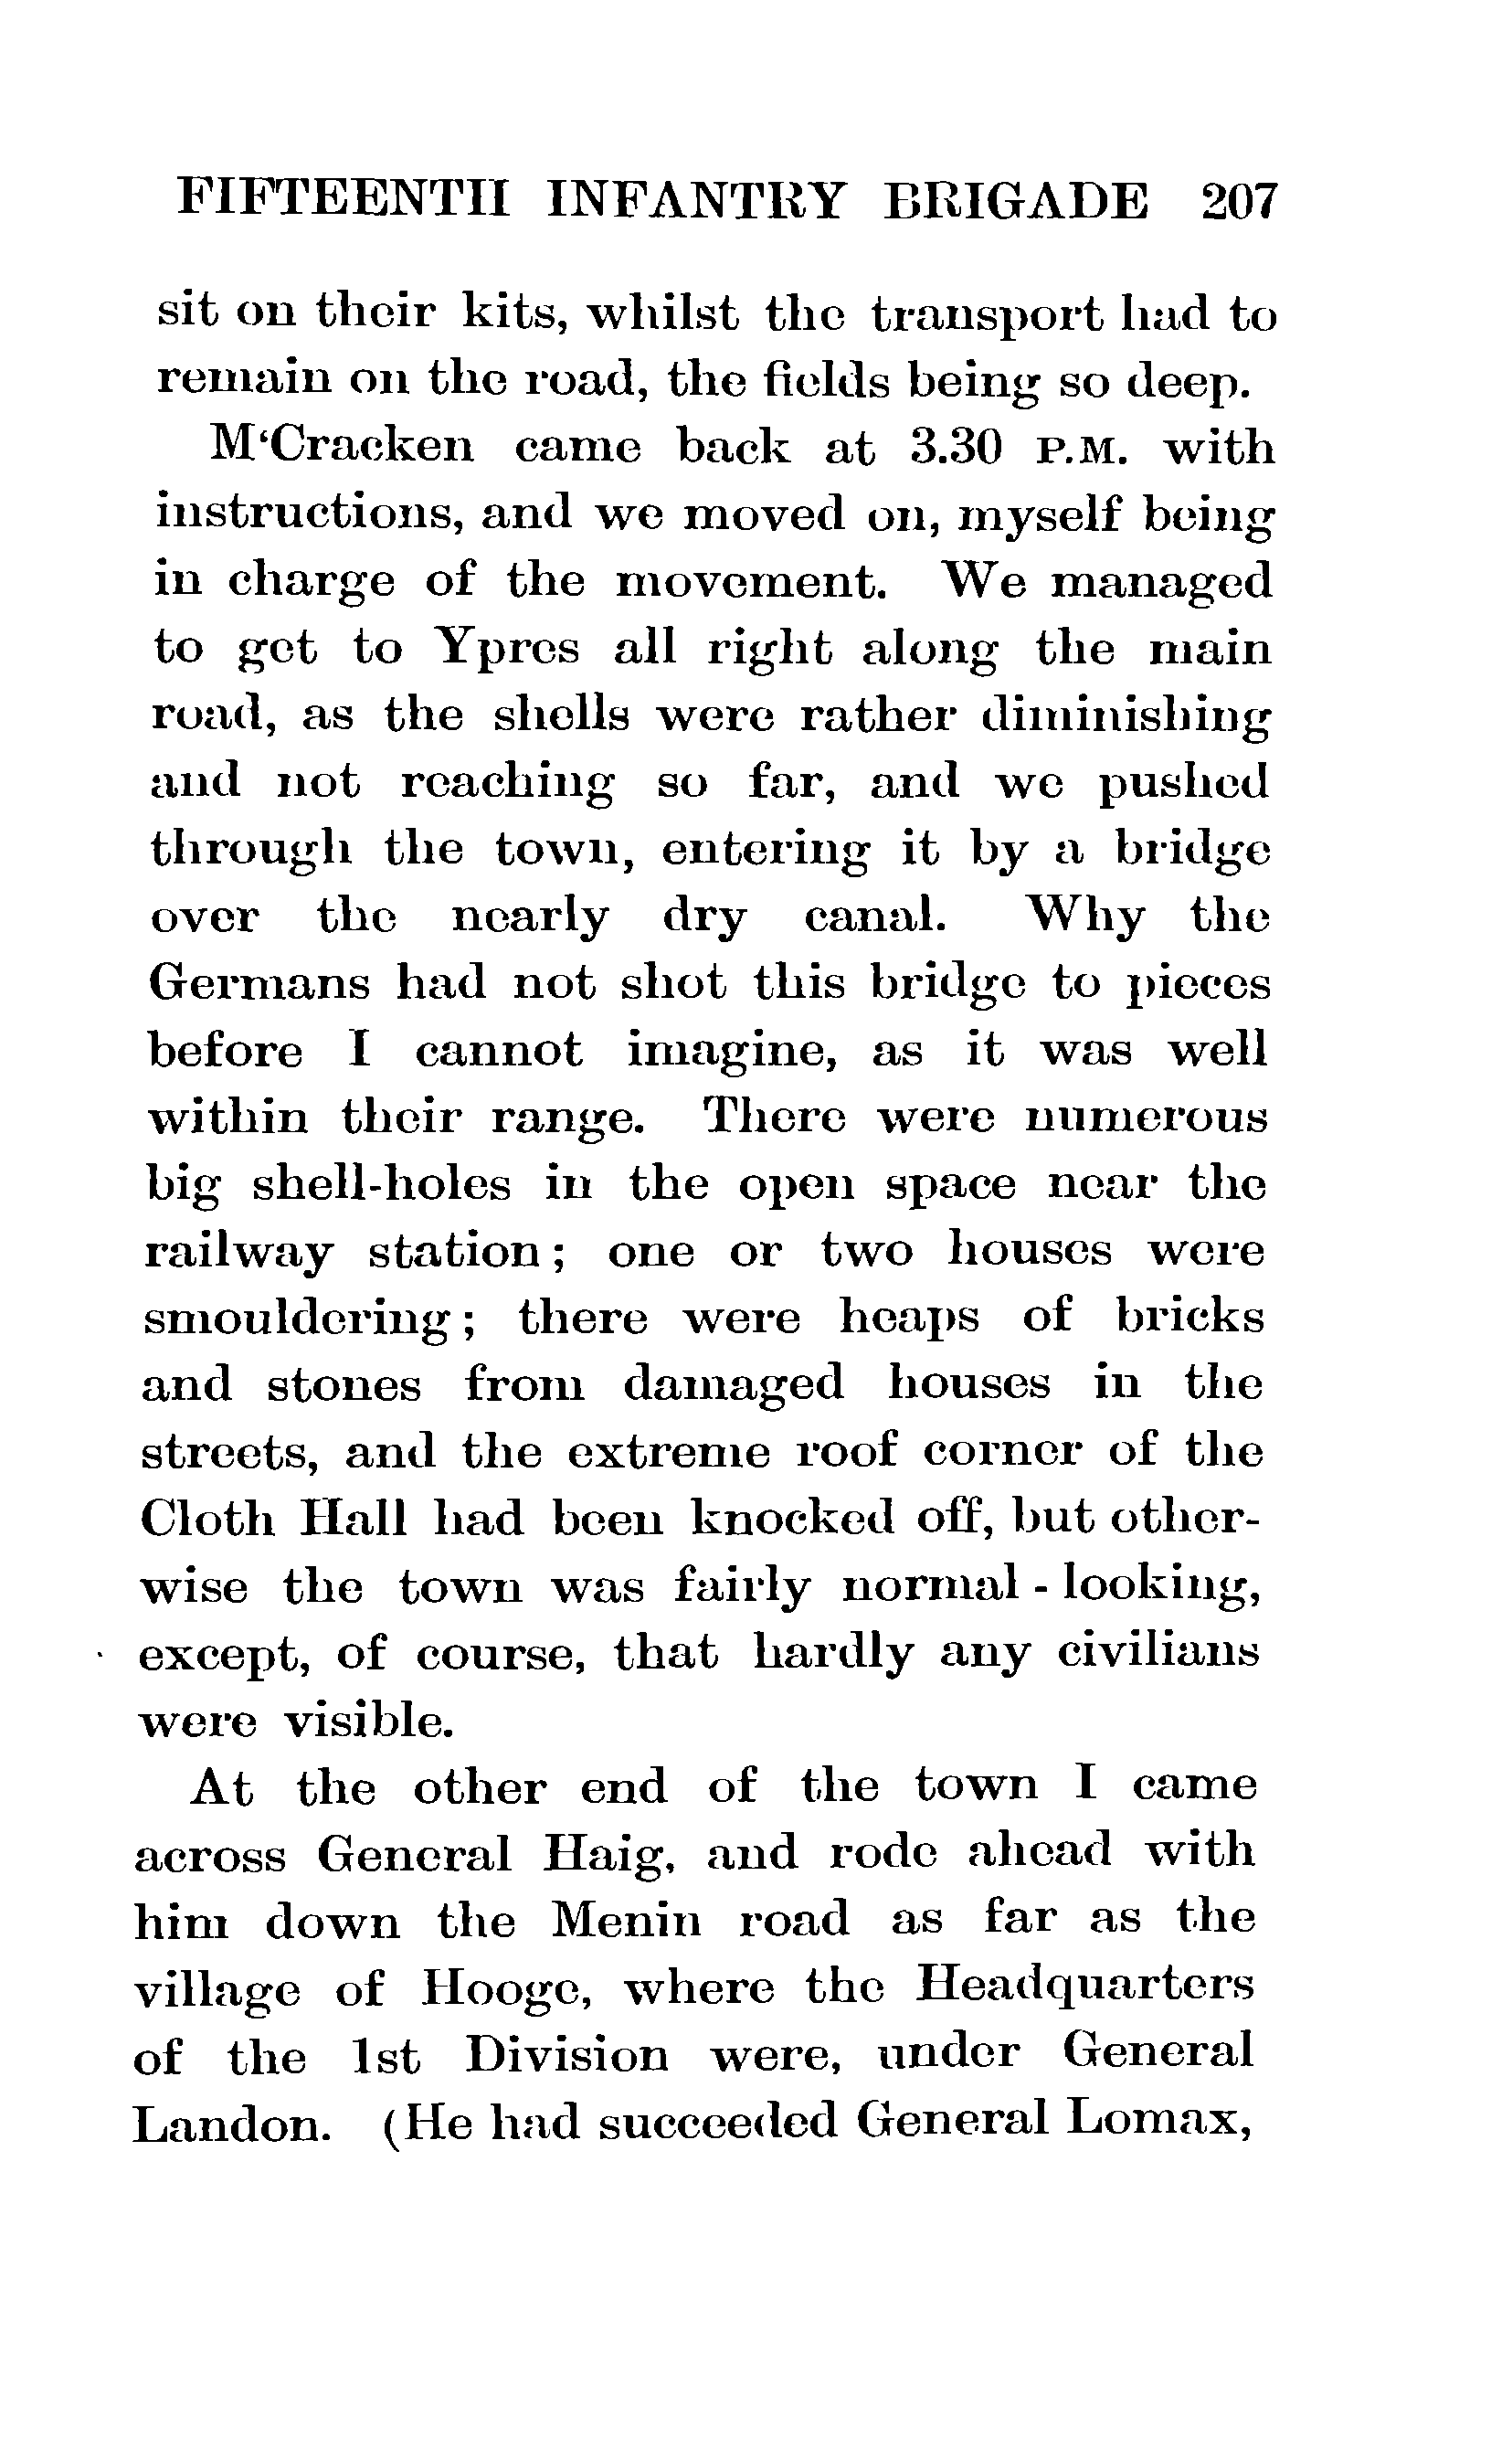 FIFTEENTH INFANTRY BRIGADE 207
sit on their kits, whilst the transport had to
remain on the road, the fields being so deep.
M‘Cracken came back at 3.30 P.M. with
instructions, and we moved on, myself being
in charge of the movement. We managed
to get to Ypres all right along the main
road, as the shells were rather diminishing
and not reaching so far, and we pushed
through the town, entering it by a bridge
over the nearly dry canal. Why the
Germans had not shot this bridge to pieces
before I cannot imagine, as it was well
within their range. There were numerous
big shell-holes in the open space near the
railway station; one or two houses were
smouldering; there were heaps of bricks
and stones from damaged houses in the
streets, and the extreme roof corner of the
Cloth Hall had been knocked off, but other-
wise the town was fairly normal-looking,
except, of course, that hardly any civilians
were visible.
At the other end of the town I came
across General Haig, and rode ahead with
him down the Menin road as far as the
village of Hooge, where the Headquarters
of the 1st Division were, under General
Landon. (He had succeeded General Lomax,